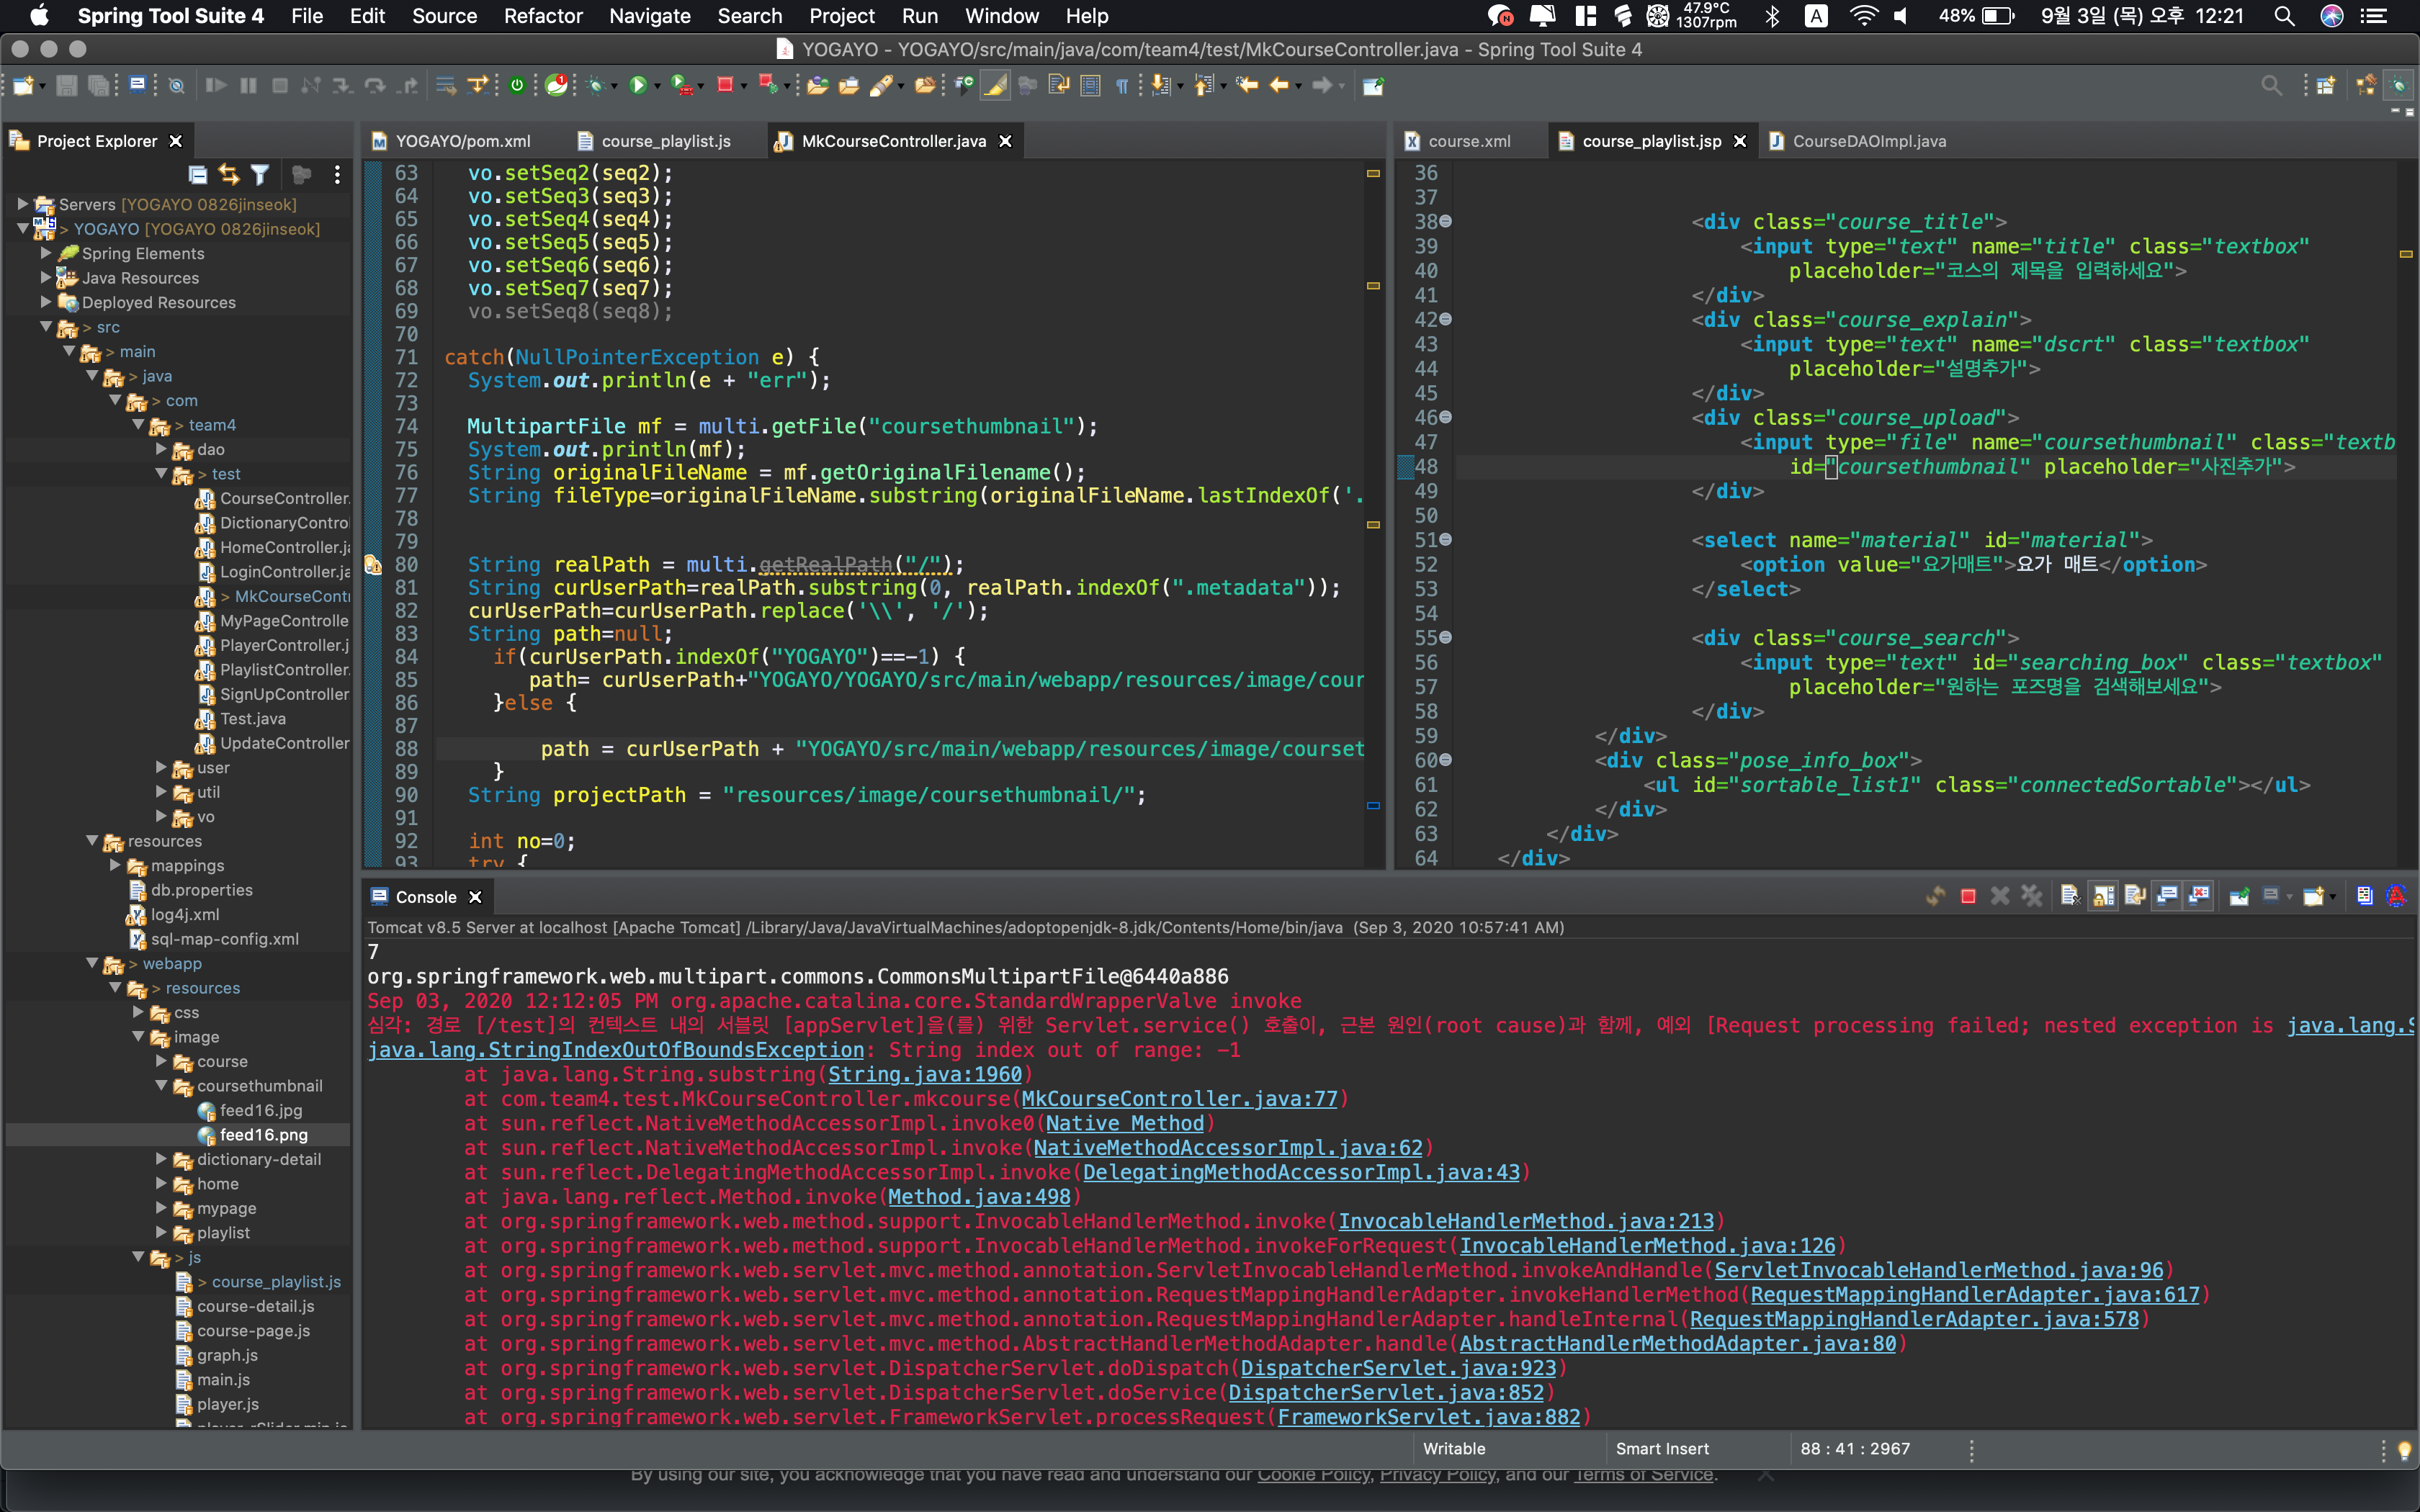 Spring Tool Suite 4 File Edit Source Refactor Navigate Search Project Run Window Help
47.9°C
1307rpm
A
48%
9월 3일 (목) 오후 12:21
YOGAYO - YOGAYO/src/main/java/com/team4/test/MkCourseController.java - Spring Tool Suite 4
Project Explorer
Servers [YOGAYO 0826jinseok]
> YOGAYO [YOGAYO 0826jinseok]
Spring Elements
Java Resources
Deployed Resources
> src
> main
> java
> com
> team4
dao
> test
CourseController.
DictionaryContro
HomeController.ja
LoginController.ja
> MkCourseContr
MyPageControlle
PlayerController.j
PlaylistController.
SignUpController
Test.java
UpdateController
user
util
vo
resources
mappings
db.properties
log4j.xml
sql-map-config.xml
> webapp
> resources
css
image
course
coursethumbnail
feed16.jpg
feed16.png
dictionary-detail
home
mypage
playlist
> js
> course_playlist.js
course-detail.js
course-page.js
graph.js
main.js
player.js
YOGAYO/pom.xml
course_playlist.js
MkCourseController.java
63 vo.setSeq2(seq2);
64 vo.setSeq3(seq3);
65 vo.setSeq4(seq4);
66 vo.setSeq5(seq5);
67 vo.setSeq6(seq6);
68 vo.setSeq7(seq7);
69 vo.setSeq8(seq8);
70
71 catch(NullPointerException e) {
72 System.out.println(e + "err");
73
74 MultipartFile mf = multi.getFile("coursethumbnail");
75 System.out.println(mf);
76 String originalFileName = mf.getOriginalFilename();
77 String fileType=originalFileName.substring(originalFileName.lastIndexOf('.
78
79
80 String realPath = multi.getRealPath("/");
81 String curUserPath=realPath.substring(0, realPath.indexOf(".metadata"));
82 curUserPath=curUserPath.replace('\\', '/');
83 String path=null;
84 if(curUserPath.indexOf("YOGAYO")==-1) {
85 path= curUserPath+"YOGAYO/YOGAYO/src/main/webapp/resources/image/cour
86 }else {
87
88 path = curUserPath + "YOGAYO/src/main/webapp/resources/image/courset
89 }
90 String projectPath = "resources/image/coursethumbnail/";
91
92 int no=0;
93 try {
course.xml
course_playlist.jsp
CourseDAOImpl.java
36
37
38 <div class="course_title">
39 <input type="text" name="title" class="textbox"
40 placeholder="코스의 제목을 입력하세요">
41 </div>
42 <div class="course_explain">
43 <input type="text" name="dscrt" class="textbox"
44 placeholder="설명추가">
45 </div>
46 <div class="course_upload">
47 <input type="file" name="coursethumbnail" class="textb
48 id="coursethumbnail" placeholder="사진추가">
49 </div>
50
51 <select name="material" id="material">
52 <option value="요가매트">요가 매트</option>
53 </select>
54
55 <div class="course_search">
56 <input type="text" id="searching_box" class="textbox"
57 placeholder="원하는 포즈명을 검색해보세요">
58 </div>
59 </div>
60 <div class="pose_info_box">
61 <ul id="sortable_list1" class="connectedSortable"></ul>
62 </div>
63 </div>
64 </div>
Console
Tomcat v8.5 Server at localhost [Apache Tomcat] /Library/Java/JavaVirtualMachines/adoptopenjdk-8.jdk/Contents/Home/bin/java (Sep 3, 2020 10:57:41 AM)
7
org.springframework.web.multipart.commons.CommonsMultipartFile@6440a886
Sep 03, 2020 12:12:05 PM org.apache.catalina.core.StandardWrapperValve invoke
심각: 경로 [/test]의 컨텍스트 내의 서블릿 [appServlet]을(를) 위한 Servlet.service() 호출이, 근본 원인(root cause)과 함께, 예외 [Request processing failed; nested exception is java.lang.S
java.lang.StringIndexOutOfBoundsException: String index out of range: -1
at java.lang.String.substring(String.java:1960)
at com.team4.test.MkCourseController.mkcourse(MkCourseController.java:77)
at sun.reflect.NativeMethodAccessorImpl.invoke0(Native Method)
at sun.reflect.NativeMethodAccessorImpl.invoke(NativeMethodAccessorImpl.java:62)
at sun.reflect.DelegatingMethodAccessorImpl.invoke(DelegatingMethodAccessorImpl.java:43)
at java.lang.reflect.Method.invoke(Method.java:498)
at org.springframework.web.method.support.InvocableHandlerMethod.invoke(InvocableHandlerMethod.java:213)
at org.springframework.web.method.support.InvocableHandlerMethod.invokeForRequest(InvocableHandlerMethod.java:126)
at org.springframework.web.servlet.mvc.method.annotation.ServletInvocableHandlerMethod.invokeAndHandle(ServletInvocableHandlerMethod.java:96)
at org.springframework.web.servlet.mvc.method.annotation.RequestMappingHandlerAdapter.invokeHandlerMethod(RequestMappingHandlerAdapter.java:617)
at org.springframework.web.servlet.mvc.method.annotation.RequestMappingHandlerAdapter.handleInternal(RequestMappingHandlerAdapter.java:578)
at org.springframework.web.servlet.mvc.method.AbstractHandlerMethodAdapter.handle(AbstractHandlerMethodAdapter.java:80)
at org.springframework.web.servlet.DispatcherServlet.doDispatch(DispatcherServlet.java:923)
at org.springframework.web.servlet.DispatcherServlet.doService(DispatcherServlet.java:852)
at org.springframework.web.servlet.FrameworkServlet.processRequest(FrameworkServlet.java:882)
Writable
Smart Insert
88 : 41 : 2967
By using our site, you acknowledge that you have read and understand our Cookie Policy, Privacy Policy, and our Terms of Service.